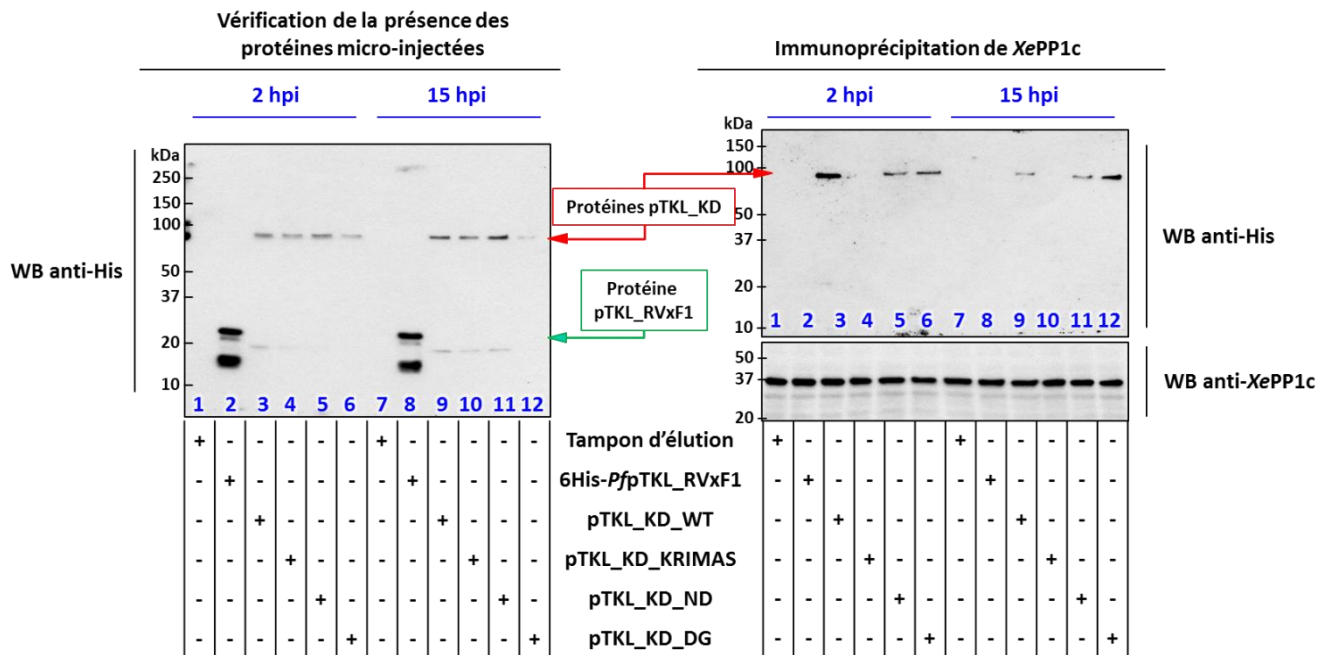 Vérification de la présence des
protéines micro-injectées
Immunoprécipitation de XePP1c
2 hpi
15 hpi
2 hpi
15 hpi
kDa
250
150
100
50
37
20
10
WB anti-His
1 2 3 4 5 6 7 8 9 10 11 12
Protéines pTKL_KD
Protéine
pTKL_RVxF1
kDa
150
100
50
37
20
10
1 2 3 4 5 6 7 8 9 10 11 12
WB anti-His
50
37
20
WB anti-XePP1c
+ - - - - - + - - - - - Tampon d'élution + - - - - - + - - - - -
- + - - - - - + - - - - 6His-PfpTKL_RVxF1 - + - - - - - + - - - -
- - + - - - - - + - - - pTKL_KD_WT - - + - - - - - + - - -
- - - + - - - - - + - - pTKL_KD_KRIMAS - - - + - - - - - + - -
- - - - + - - - - - + - pTKL_KD_ND - - - - + - - - - - + -
- - - - - + - - - - - + pTKL_KD_DG - - - - - + - - - - - +